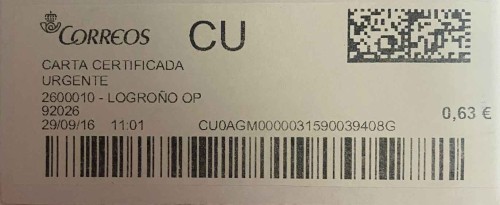 CORREOS CU
CARTA CERTIFICADA
URGENTE
2600010 - LOGROÑO OP
92026 0,63 €
29/09/16 11:01 CU0AGM0000031590039408G